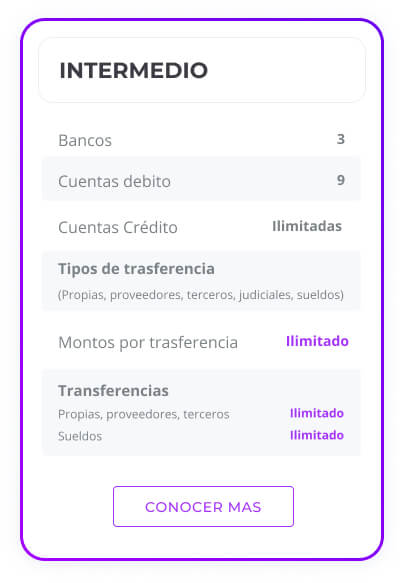 INTERMEDIO
Bancos 3
Cuentas debito 9
Cuentas Crédito Ilimitadas
Tipos de trasferencia
(Propias, proveedores, terceros, judiciales, sueldos)
Montos por trasferencia Ilimitado
Transferencias
Propias, proveedores, terceros Ilimitado
Sueldos Ilimitado
CONOCER MAS